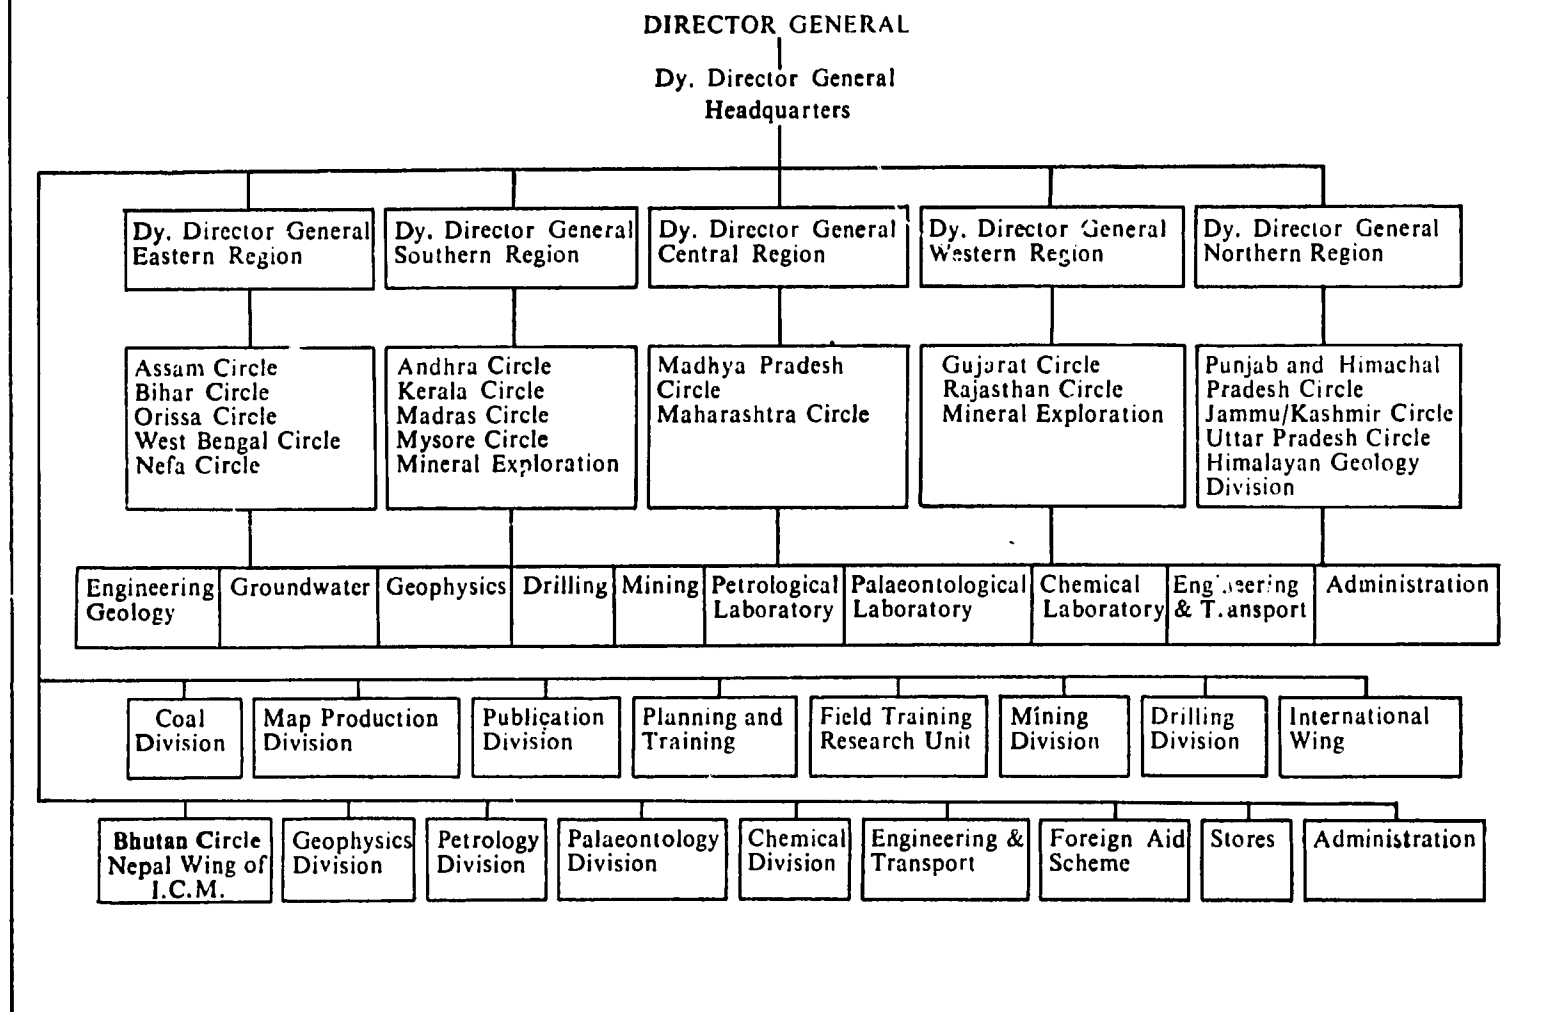 DIRECTOR GENERAL
Dy. Director General
Headquarters
Dy. Director General
Eastern Region
Dy. Director General
Southern Region
Dy. Director General
Central Region
Dy. Director General
Western Region
Dy. Director General
Northern Region
Assam Circle
Bihar Circle
Orissa Circle
West Bengal Circle
Nefa Circle
Andhra Circle
Kerala Circle
Madras Circle
Mysore Circle
Mineral Exploration
Madhya Pradesh
Circle
Maharashtra Circle
Gujarat Circle
Rajasthan Circle
Mineral Exploration
Punjab and Himachal
Pradesh Circle
Jammu/Kashmir Circle
Uttar Pradesh Circle
Himalayan Geology
Division
Engineering
Geology
Groundwater
Geophysics
Drilling
Mining
Petrological
Laboratory
Palaeontological
Laboratory
Chemical
Laboratory
Engineering
& Transport
Administration
Coal
Division
Map Production
Division
Publication
Division
Planning and
Training
Field Training
Research Unit
Mining
Division
Drilling
Division
International
Wing
Bhutan Circle
Nepal Wing of
I.C.M.
Geophysics
Division
Petrology
Division
Palaeontology
Division
Chemical
Division
Engineering &
Transport
Foreign Aid
Scheme
Stores
Administration